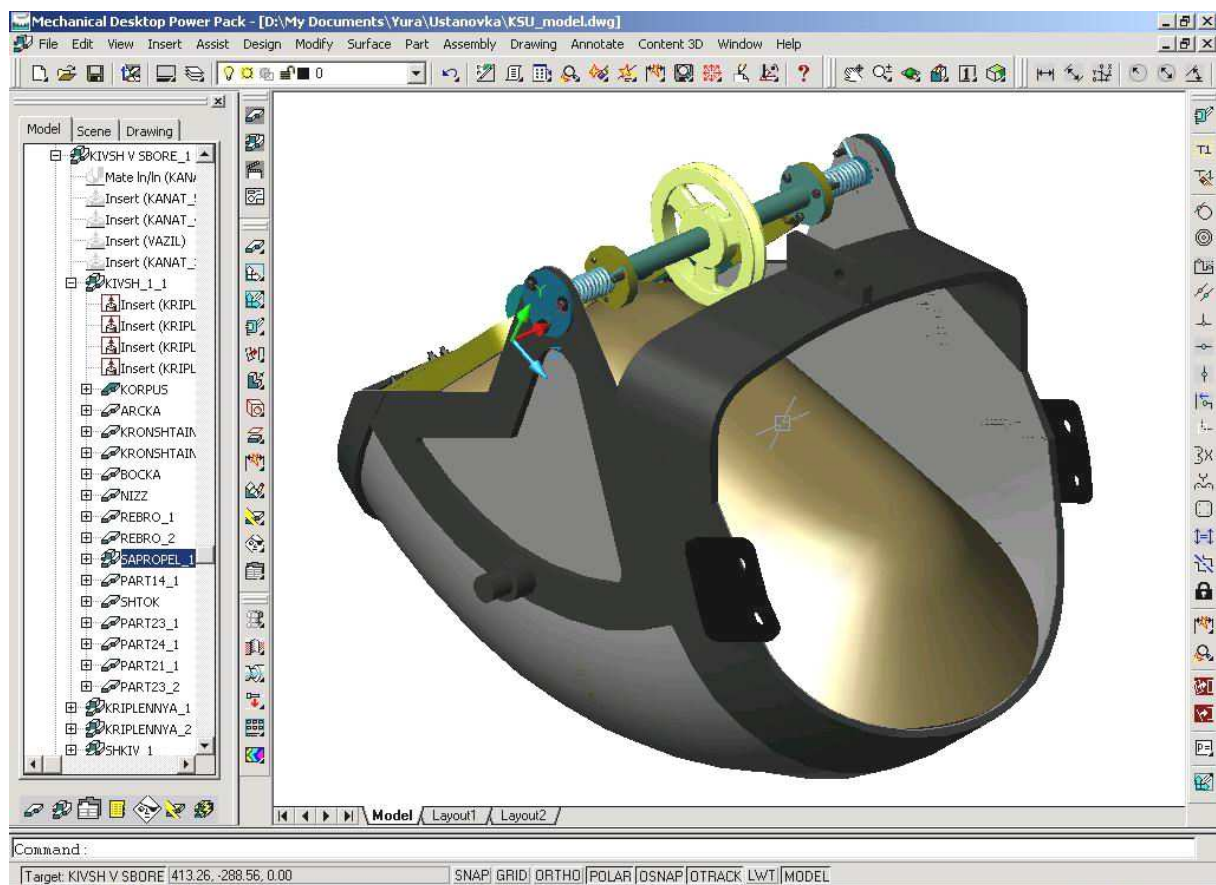 Mechanical Desktop Power Pack - [D:\My Documents\Yura\Ustanovka\KSU_model.dwg]
File Edit View Insert Assist Design Modify Surface Part Assembly Drawing Annotate Content 3D Window Help
0
Model Scene Drawing
KIVSH V SBORE_1
Mate ln/ln (KANA
Insert (KANAT_
Insert (KANAT_
Insert (VAZIL)
Insert (KANAT_
KIVSH_1_1
Insert (KRIPL
Insert (KRIPL
Insert (KRIPL
Insert (KRIPL
KORPUS
ARCKA
KRONSHTAIN
KRONSHTAIN
BOCKA
NIZZ
REBRO_1
REBRO_2
SAPROPEL_1
PART14_1
SHTOK
PART23_1
PART24_1
PART21_1
PART23_2
KRIPLENNYA_1
KRIPLENNYA_2
SHKIV_1
T1
Model Layout1 Layout2
Command:
Target: KIVSH V SBORE 413.26, -288.56, 0.00 SNAP GRID ORTHO POLAR OSNAP OTRACK LWT MODEL